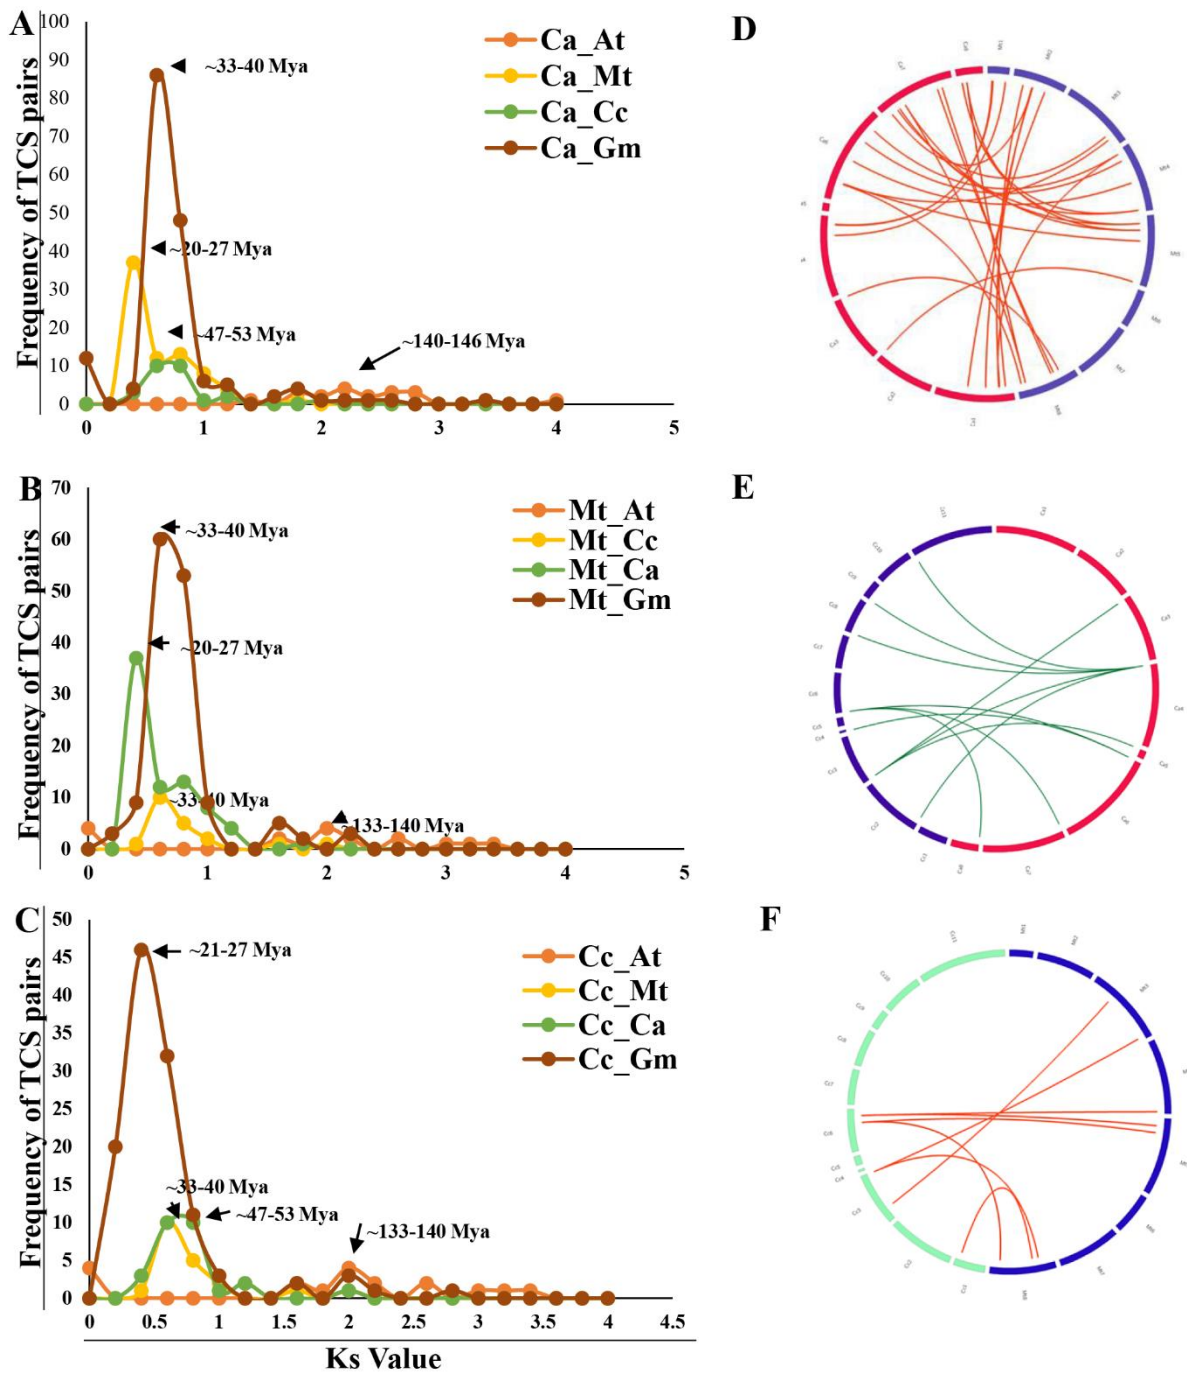 A
Frequency of TCS pairs
100
90
80
70
60
50
40
30
20
10
0
0 1 2 3 4 5
~33-40 Mya
~20-27 Mya
~47-53 Mya
~140-146 Mya
Ca_At
Ca_Mt
Ca_Cc
Ca_Gm
D
B
Frequency of TCS pairs
70
60
50
40
30
20
10
0
0 1 2 3 4 5
~33-40 Mya
~20-27 Mya
~33-40 Mya
~133-140 Mya
Mt_At
Mt_Cc
Mt_Ca
Mt_Gm
E
C
Frequency of TCS pairs
50
45
40
35
30
25
20
15
10
5
0
0 0.5 1 1.5 2 2.5 3 3.5 4 4.5
~21-27 Mya
~33-40 Mya
~47-53 Mya
~133-140 Mya
Cc_At
Cc_Mt
Cc_Ca
Cc_Gm
Ks Value
F